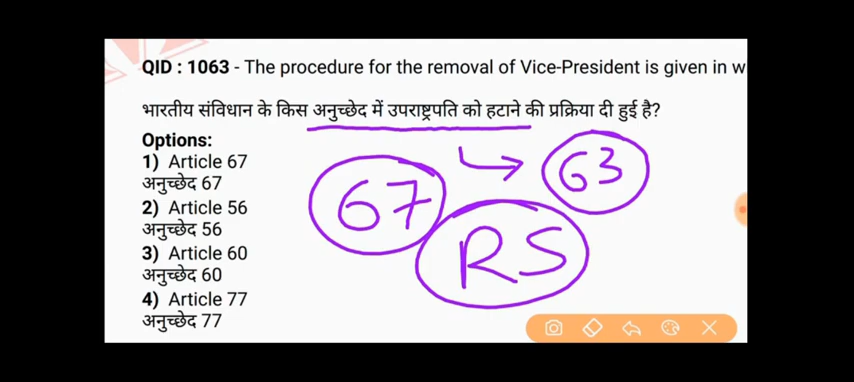 QID : 1063 - The procedure for the removal of Vice-President is given in w
भारतीय संविधान के किस अनुच्छेद में उपराष्ट्रपति को हटाने की प्रक्रिया दी हुई है?
Options:
1) Article 67
अनुच्छेद 67
2) Article 56
अनुच्छेद 56
3) Article 60
अनुच्छेद 60
4) Article 77
अनुच्छेद 77
67
63
RS